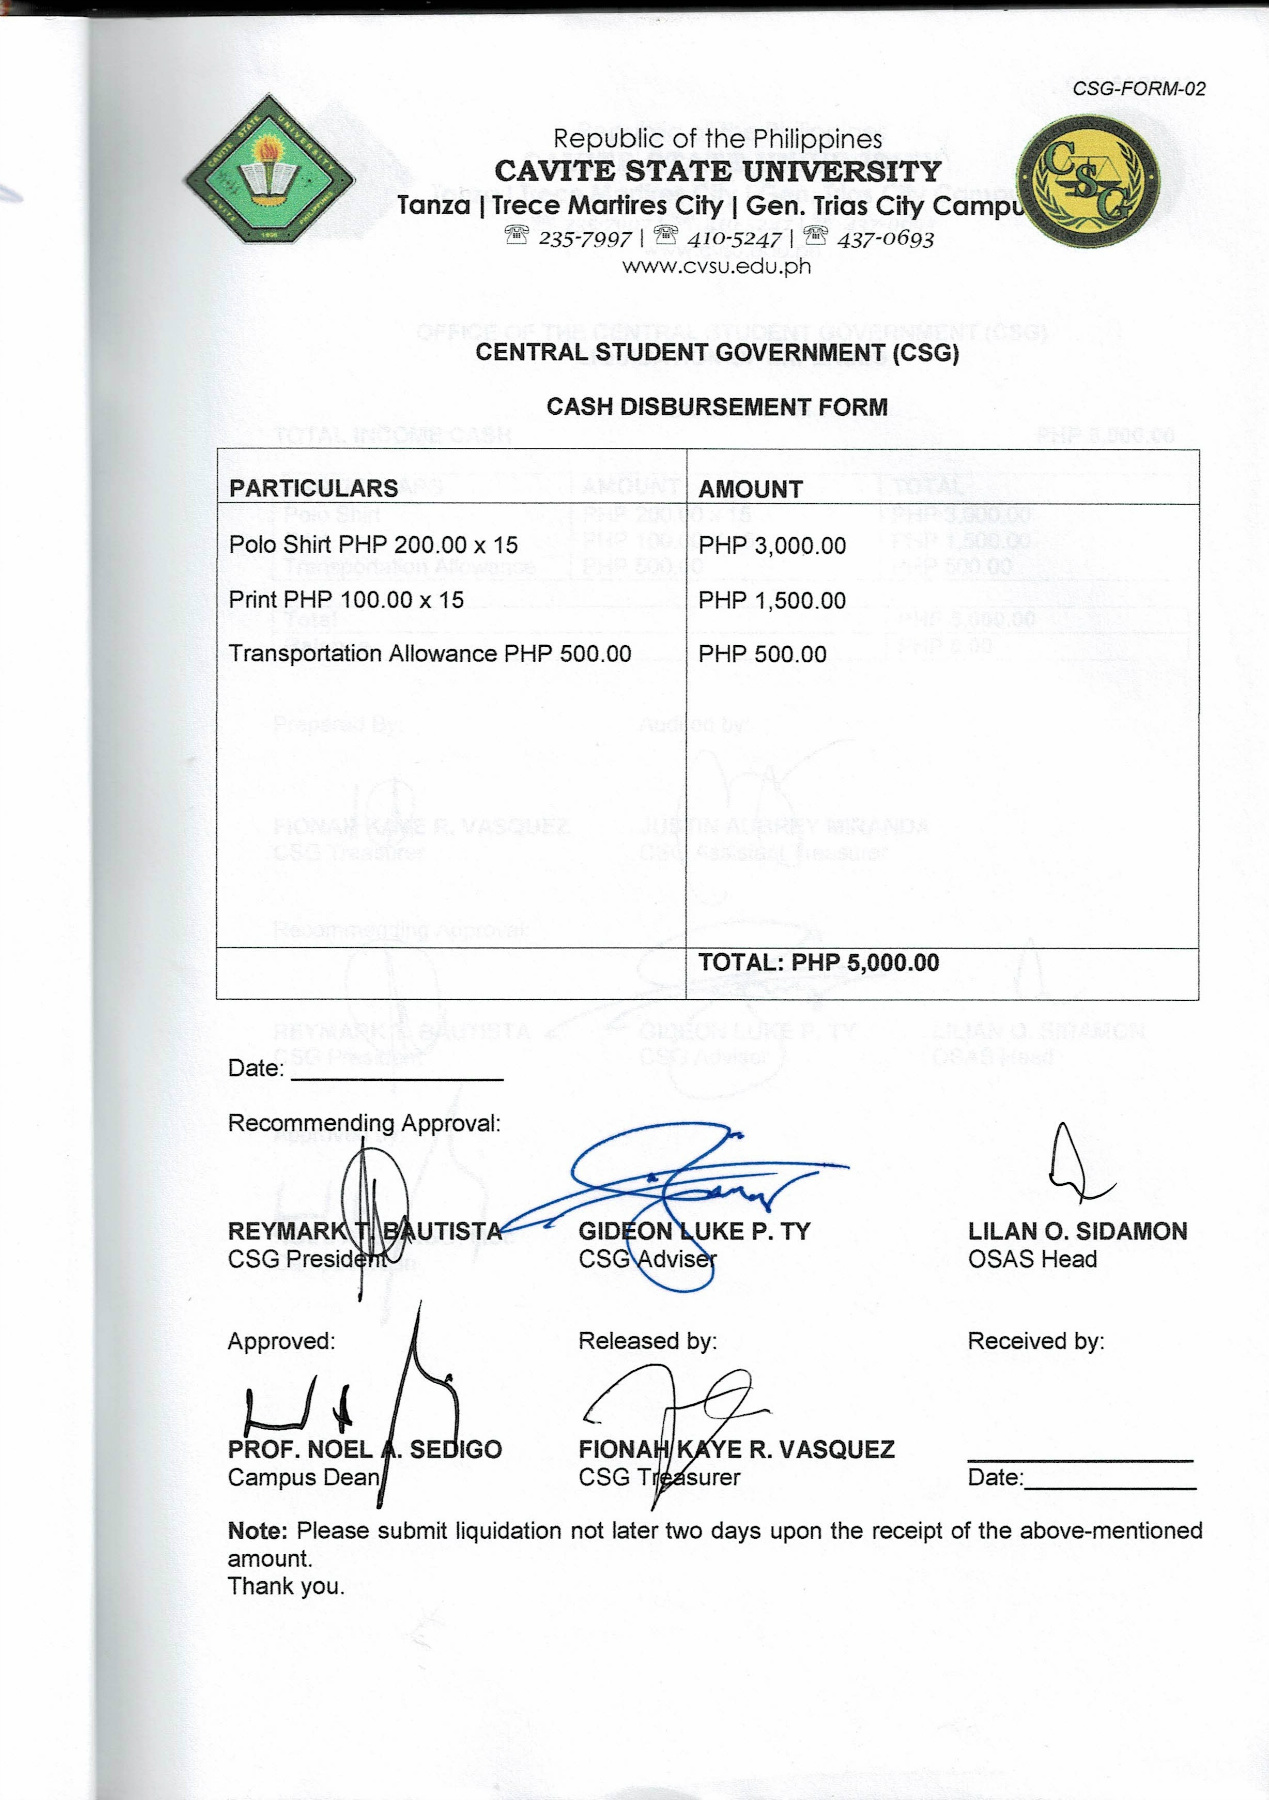 CSG-FORM-02
Republic of the Philippines
CAVITE STATE UNIVERSITY
Tanza | Trece Martires City | Gen. Trias City Campu
☏ 235-7997 | ☏ 410-5247 | ☏ 437-0693
www.cvsu.edu.ph
CAVITE STATE UNIVERSITY
CSG
CENTRAL STUDENT GOVERNMENT (CSG)
CASH DISBURSEMENT FORM
PARTICULARS AMOUNT
Polo Shirt PHP 200.00 x 15 PHP 3,000.00
Print PHP 100.00 x 15 PHP 1,500.00
Transportation Allowance PHP 500.00 PHP 500.00
TOTAL: PHP 5,000.00
Date: ________________
Recommending Approval:
REYMARK T. BAUTISTA GIDEON LUKE P. TY LILAN O. SIDAMON
CSG President CSG Adviser OSAS Head
Approved: Released by: Received by:
PROF. NOEL A. SEDIGO FIONAH KAYE R. VASQUEZ
CSG Treasurer
Campus Dean Date:_____________
Note: Please submit liquidation not later two days upon the receipt of the above-mentioned
amount.
Thank you.